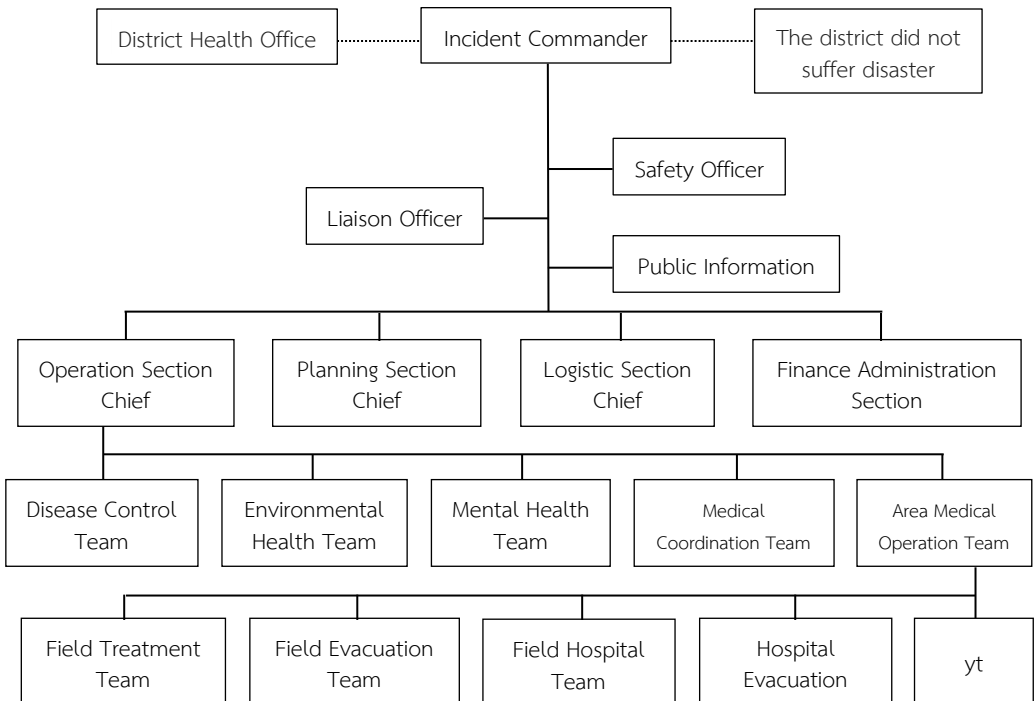 District Health Office
Incident Commander
The district did not
suffer disaster
Safety Officer
Liaison Officer
Public Information
Operation Section
Chief
Planning Section
Chief
Logistic Section
Chief
Finance Administration
Section
Disease Control
Team
Environmental
Health Team
Mental Health
Team
Medical
Coordination Team
Area Medical
Operation Team
Field Treatment
Team
Field Evacuation
Team
Field Hospital
Team
Hospital
Evacuation
yt